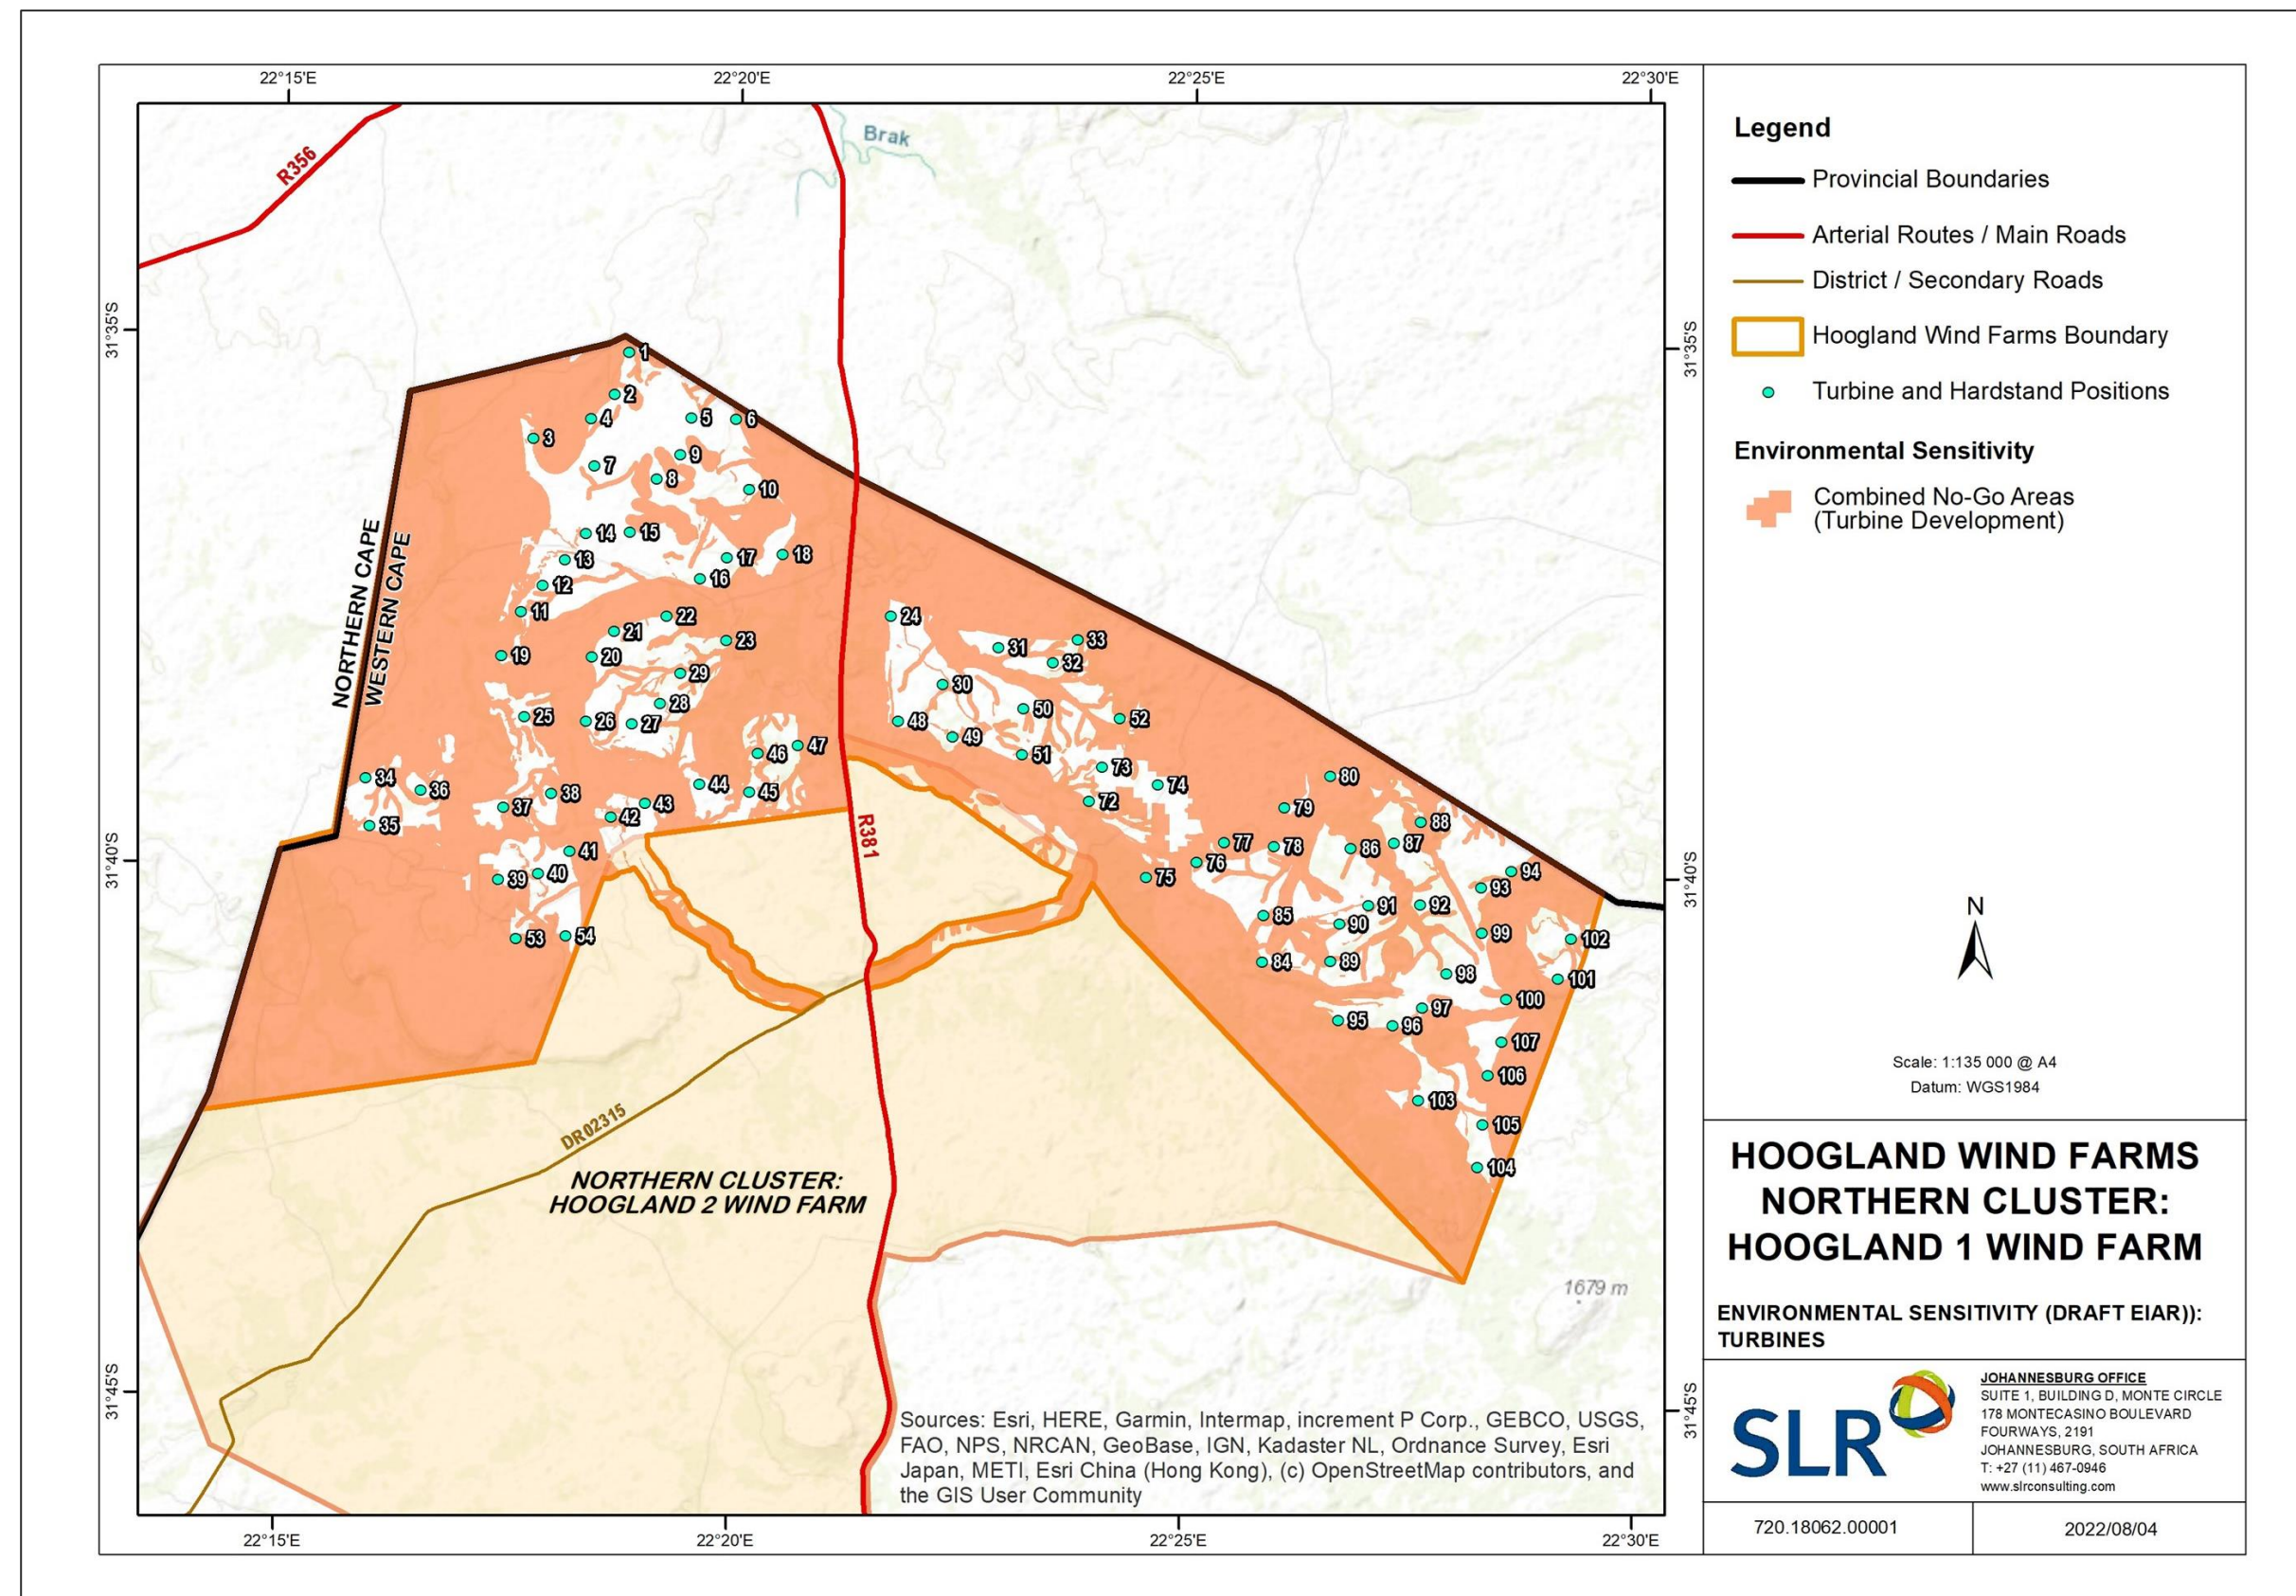 22°15'E
22°20'E
22°25'E
22°30'E
Brak
R356
31°35'S
31°35'S
1
2
4
5
6
3
9
7
8
10
14
15
17
18
13
16
12
NORTHERN CAPE
WESTERN CAPE
11
22
24
21
23
33
31
19
20
32
29
30
28
50
25
26
27
48
52
49
47
46
51
73
34
80
44
74
36
45
38
43
72
37
79
42
35
88
R381
77
87
78
86
41
31°40'S
31°40'S
76
94
40
75
39
93
91
92
85
90
99
54
53
102
84
89
98
101
100
97
95
96
107
106
103
105
DR02315
104
NORTHERN CLUSTER:
HOOGLAND 2 WIND FARM
1679 m
31°45'S
31°45'S
Sources: Esri, HERE, Garmin, Intermap, increment P Corp., GEBCO, USGS,
FAO, NPS, NRCAN, GeoBase, IGN, Kadaster NL, Ordnance Survey, Esri
Japan, METI, Esri China (Hong Kong), (c) OpenStreetMap contributors, and
the GIS User Community
22°15'E
22°20'E
22°25'E
22°30'E
Legend
Provincial Boundaries
Arterial Routes / Main Roads
District / Secondary Roads
Hoogland Wind Farms Boundary
Turbine and Hardstand Positions
Environmental Sensitivity
Combined No-Go Areas
(Turbine Development)
N
Scale: 1:135 000 @ A4
Datum: WGS1984
HOOGLAND WIND FARMS
NORTHERN CLUSTER:
HOOGLAND 1 WIND FARM
ENVIRONMENTAL SENSITIVITY (DRAFT EIAR)):
TURBINES
SLR
JOHANNESBURG OFFICE
SUITE 1, BUILDING D, MONTE CIRCLE
178 MONTECASINO BOULEVARD
FOURWAYS, 2191
JOHANNESBURG, SOUTH AFRICA
T: +27 (11) 467-0946
www.slrconsulting.com
720.18062.00001
2022/08/04